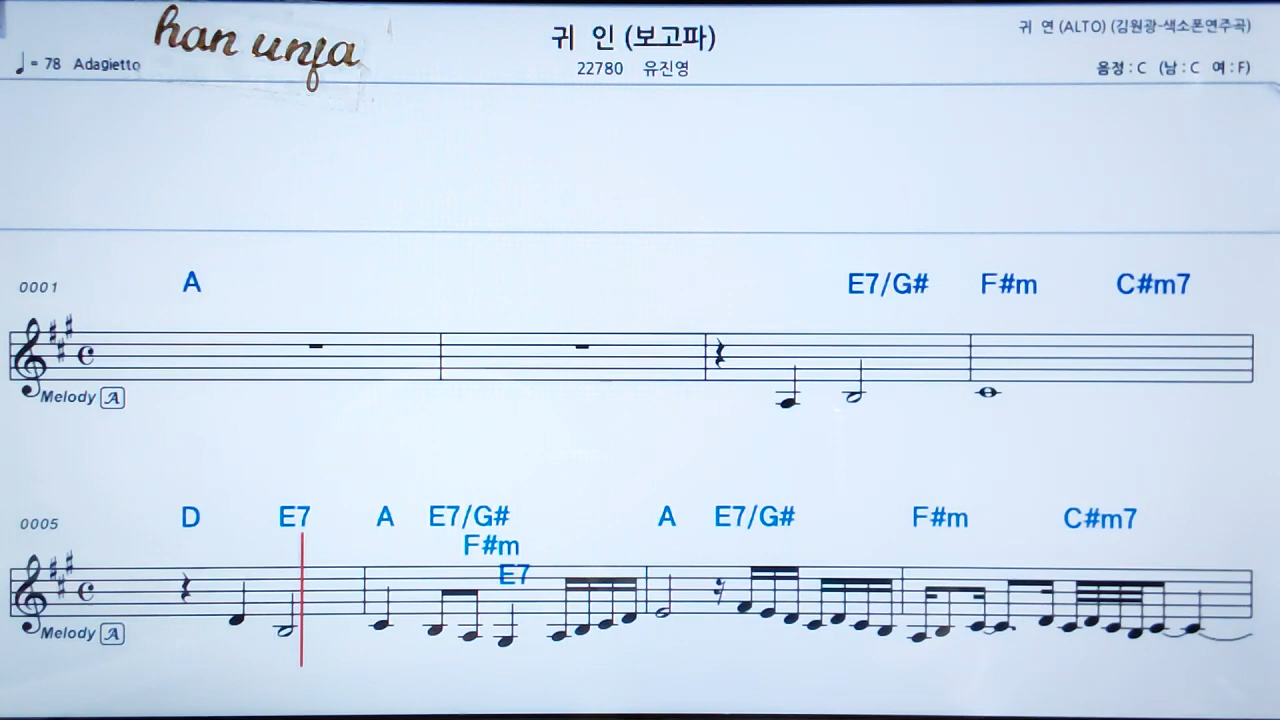 han unja
귀 인 (보고파)
귀 연 (ALTO) (김원광-색소폰연주곡)
♩= 78 Adagietto
22780 유진영
음정 : C (남 : C 여 : F)
A E7/G# F#m C#m7
0001
Melody A
D E7 A E7/G# A E7/G# F#m C#m7
0005
F#m
E7
Melody A